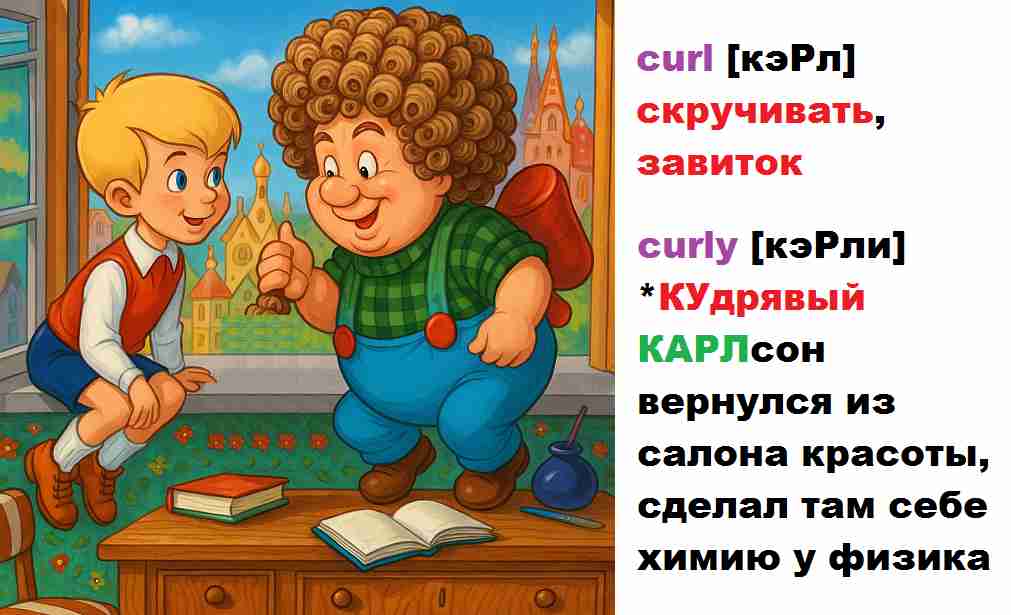 curl [кэРл]
скручивать,
завиток
curly [кэРли]
*КУдрявый
КАРЛсон
вернулся из
салона красоты,
сделал там себе
химию у физика